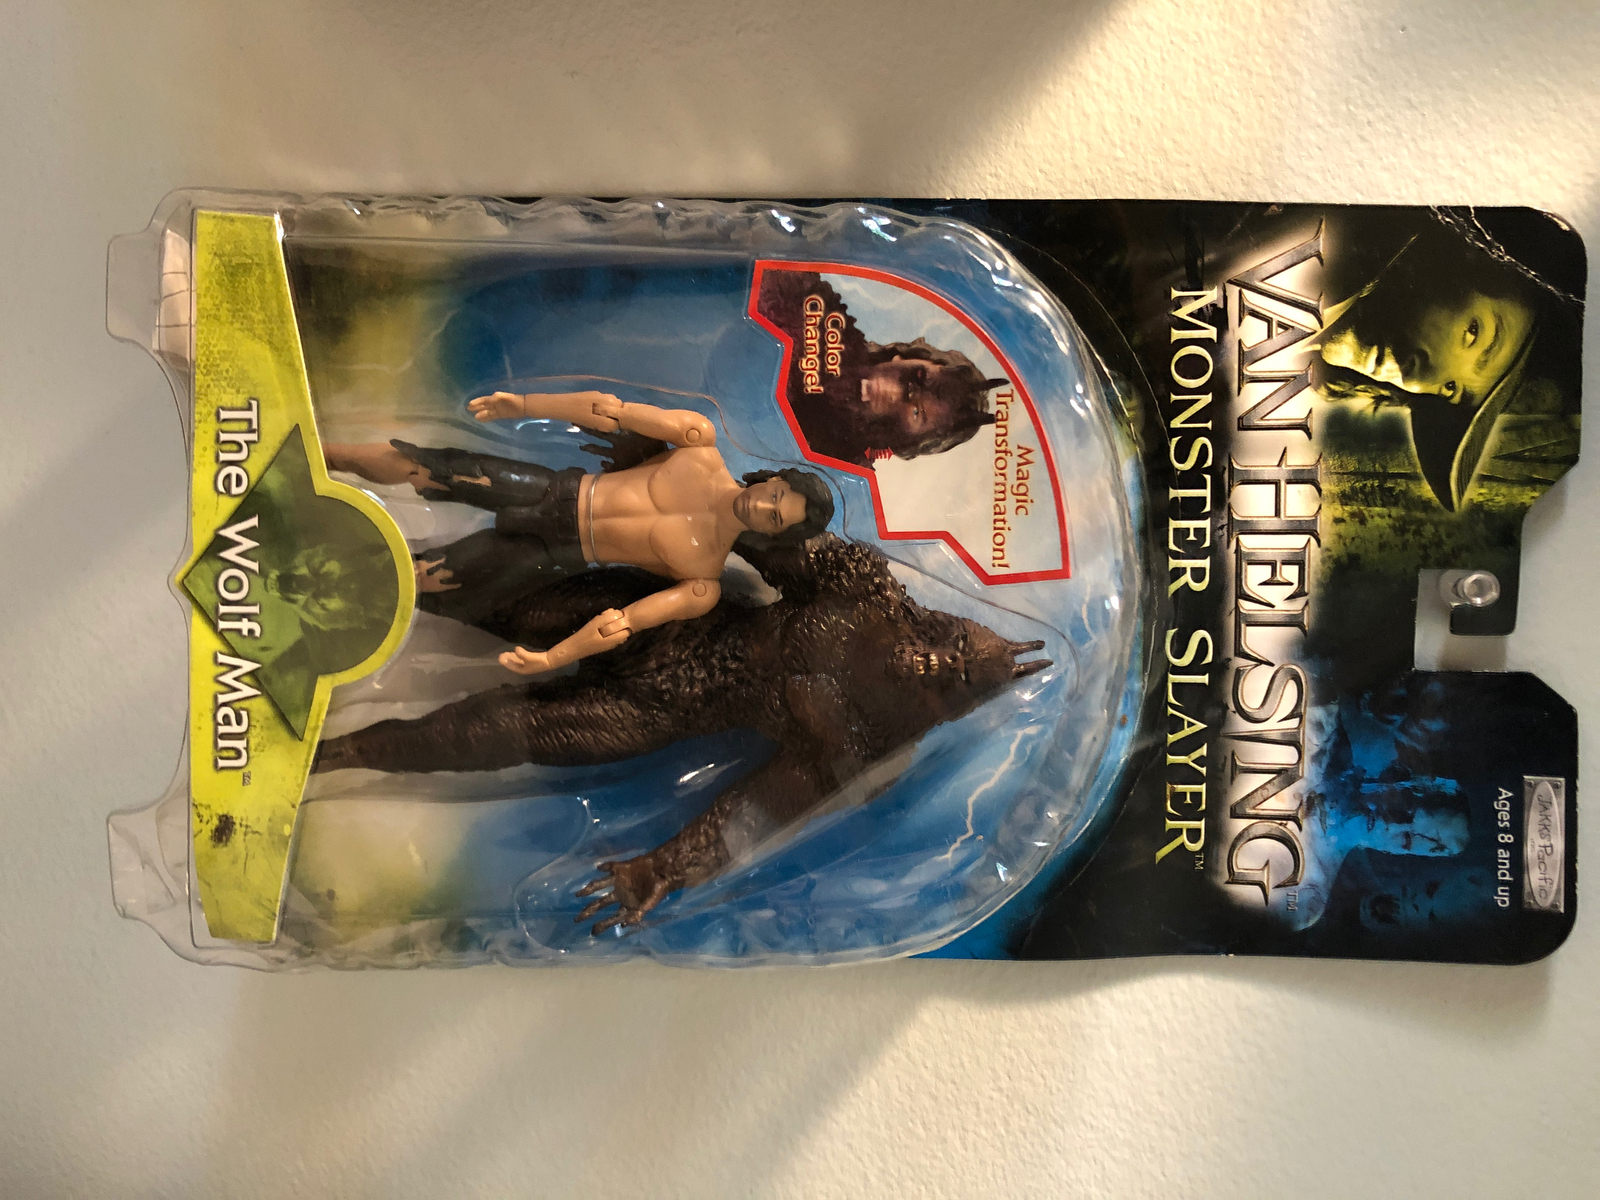 JAKKS Pacific
Ages 8 and up
VAN HELSING™
MONSTER SLAYER™
Magic
Transformation!
Color
Change!
The Wolf Man™